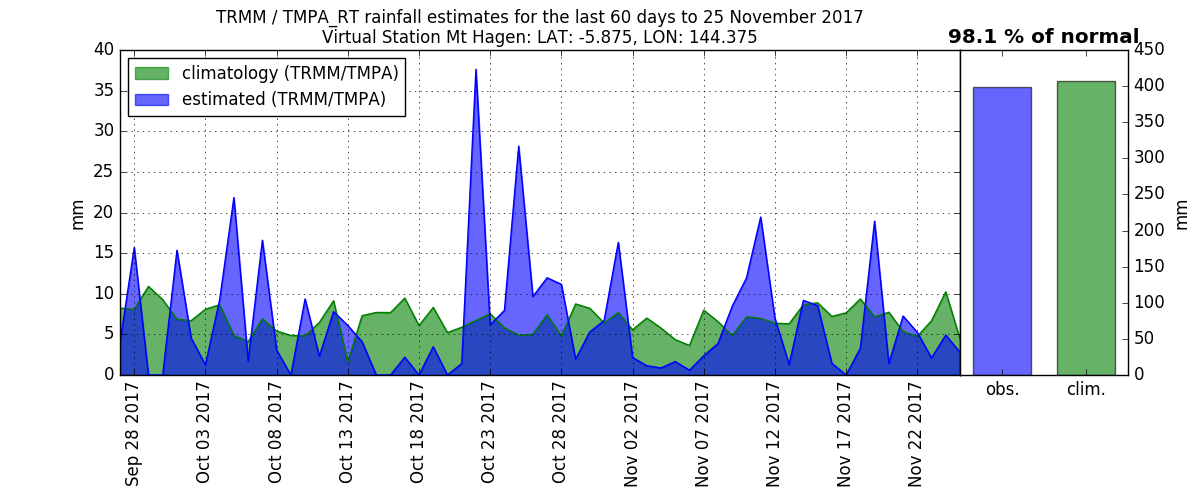 TRMM / TMPA_RT rainfall estimates for the last 60 days to 25 November 2017
Virtual Station Mt Hagen: LAT: -5.875, LON: 144.375
98.1 % of normal
climatology (TRMM/TMPA)
estimated (TRMM/TMPA)
mm
40
35
30
25
20
15
10
5
0
Sep 28 2017
Oct 03 2017
Oct 08 2017
Oct 13 2017
Oct 18 2017
Oct 23 2017
Oct 28 2017
Nov 02 2017
Nov 07 2017
Nov 12 2017
Nov 17 2017
Nov 22 2017
obs.
clim.
450
400
350
300
250
200
150
100
50
0
mm